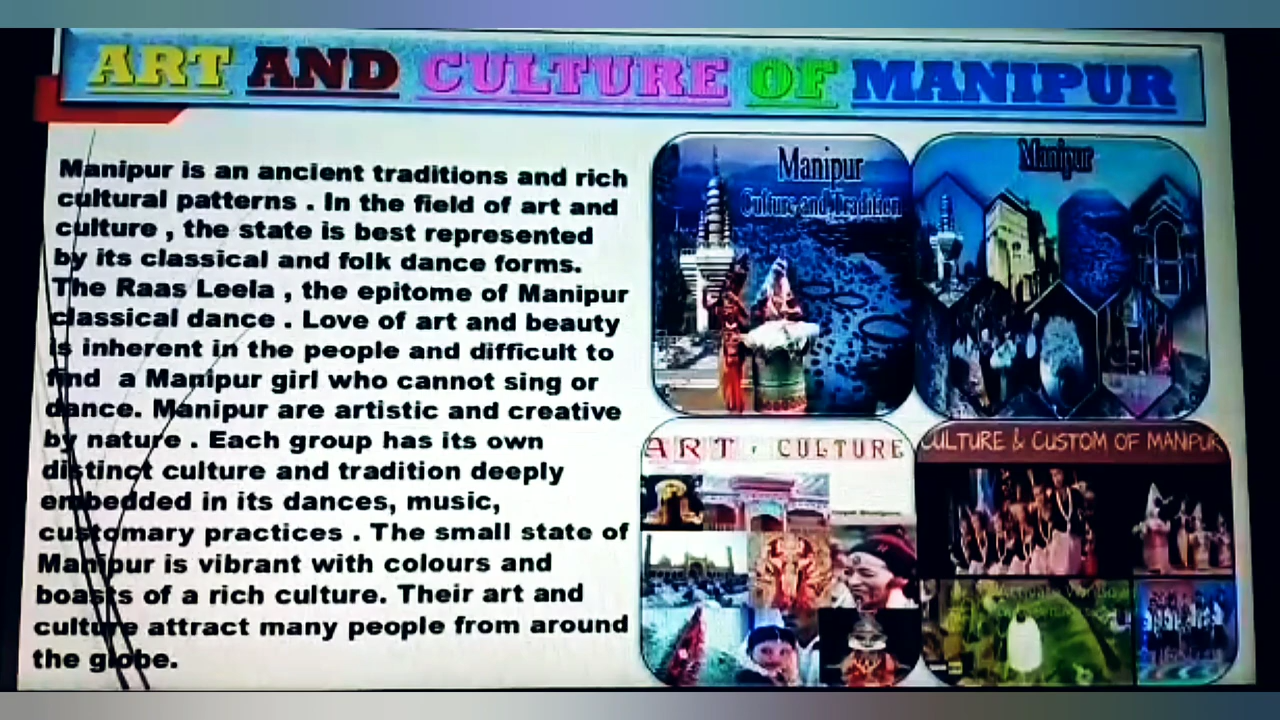 ART AND CULTURE OF MANIPUR
Manipur is an ancient traditions and rich
cultural patterns . In the field of art and
culture , the state is best represented
by its classical and folk dance forms.
The Raas Leela , the epitome of Manipur
classical dance . Love of art and beauty
is inherent in the people and difficult to
find a Manipur girl who cannot sing or
dance. Manipur are artistic and creative
by nature . Each group has its own
distinct culture and tradition deeply
embedded in its dances, music,
customary practices . The small state of
Manipur is vibrant with colours and
boasts of a rich culture. Their art and
culture attract many people from around
the globe.
Manipur
Culture and Tradition
Manipur
ART . CULTURE
CULTURE & CUSTOM OF MANIPUR